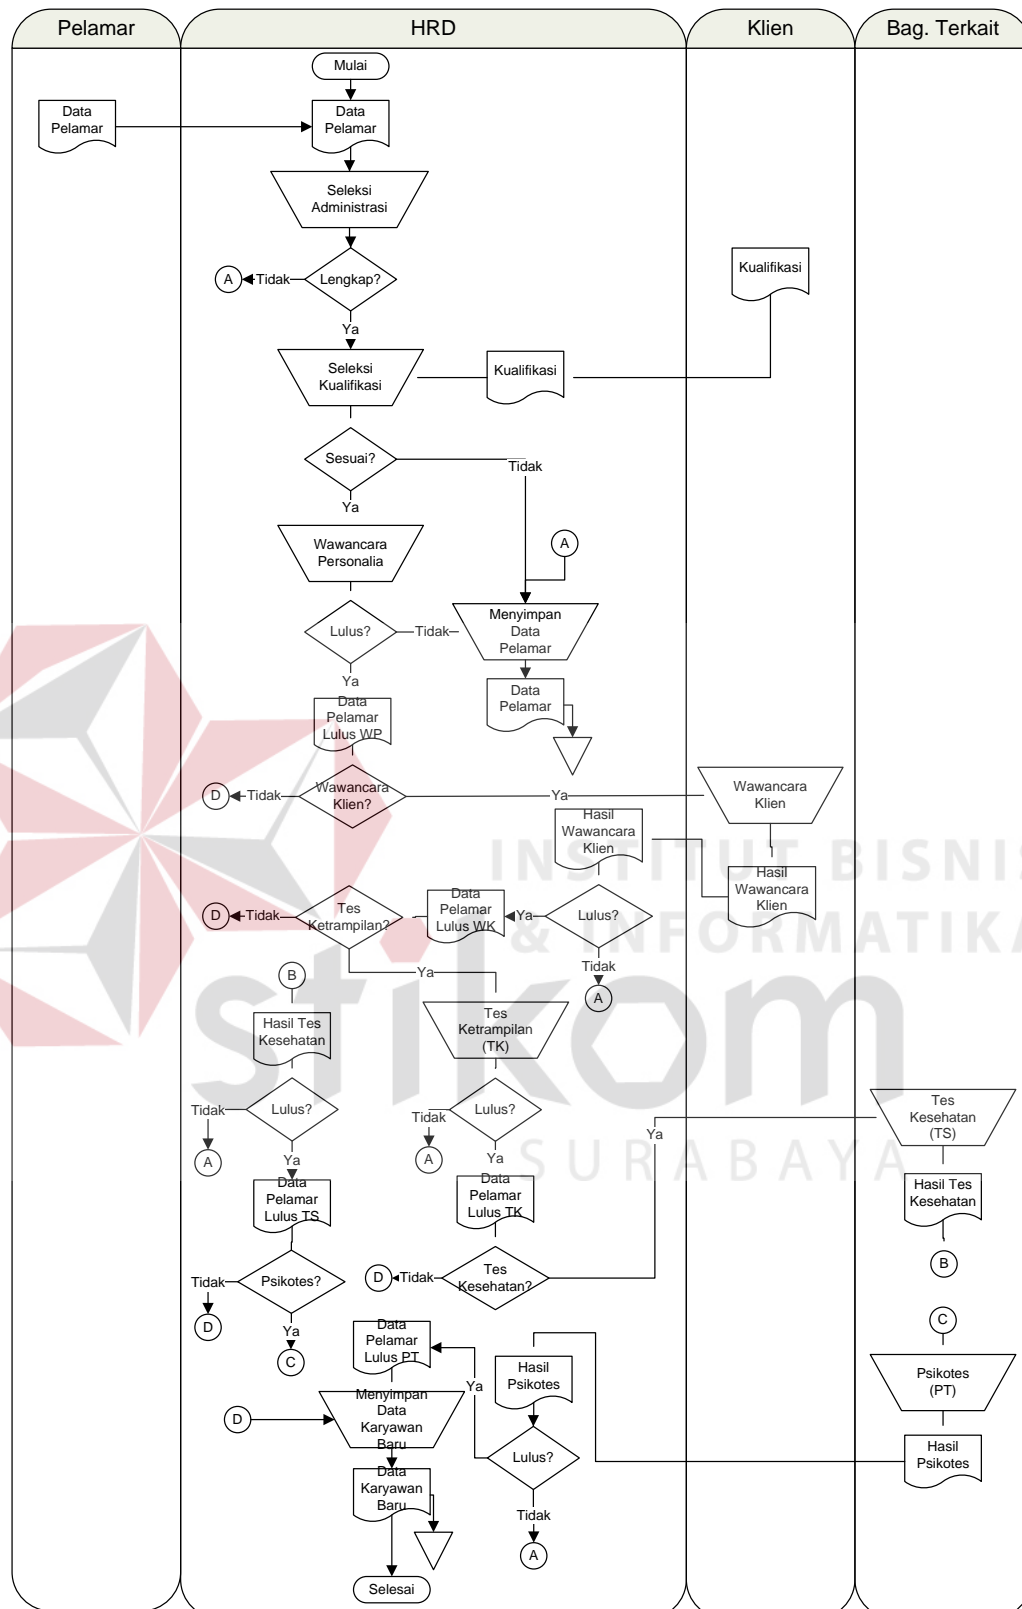 Pelamar
HRD
Klien
Bag. Terkait
Mulai
Data
Pelamar
Data
Pelamar
Seleksi
Administrasi
A
Tidak
Lengkap?
Kualifikasi
Ya
Seleksi
Kualifikasi
Kualifikasi
Sesuai?
Tidak
Ya
Wawancara
Personalia
A
Lulus?
Tidak
Menyimpan
Data
Pelamar
Ya
Data
Pelamar
Lulus WP
Data
Pelamar
D
Tidak
Wawancara
Klien?
Ya
Wawancara
Klien
Hasil
Wawancara
Klien
Hasil
Wawancara
Klien
D
Tidak
Tes
Ketrampilan?
Data
Pelamar
Lulus WK
Ya
Lulus?
Tidak
A
Ya
B
Hasil Tes
Kesehatan
Tes
Ketrampilan
(TK)
Tidak
Lulus?
A
Ya
Tidak
Lulus?
A
Ya
Ya
Tes
Kesehatan
(TS)
Data
Pelamar
Lulus TS
Data
Pelamar
Lulus TK
Hasil Tes
Kesehatan
B
Tidak
Psikotes?
D
Ya
C
D
Tidak
Tes
Kesehatan?
C
Data
Pelamar
Lulus PT
Ya
Hasil
Psikotes
Psikotes
(PT)
D
Menyimpan
Data
Karyawan
Baru
Lulus?
Hasil
Psikotes
Data
Karyawan
Baru
Tidak
A
Selesai
INSTITUT BISNIS
& INFORMATIKA
stikom
SURABAYA